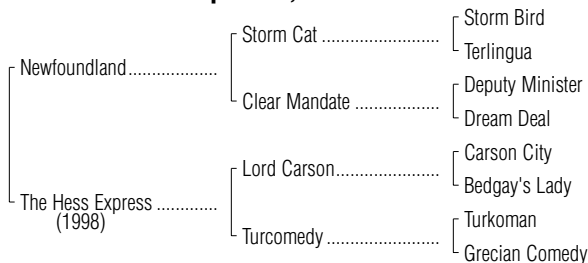 Storm Bird
Storm Cat ........................
Terlingua
Newfoundland..................
Deputy Minister
Clear Mandate .................
Dream Deal
Carson City
Lord Carson.....................
Bedgay's Lady
The Hess Express ............
(1998)
Turkoman
Turcomedy .......................
Grecian Comedy